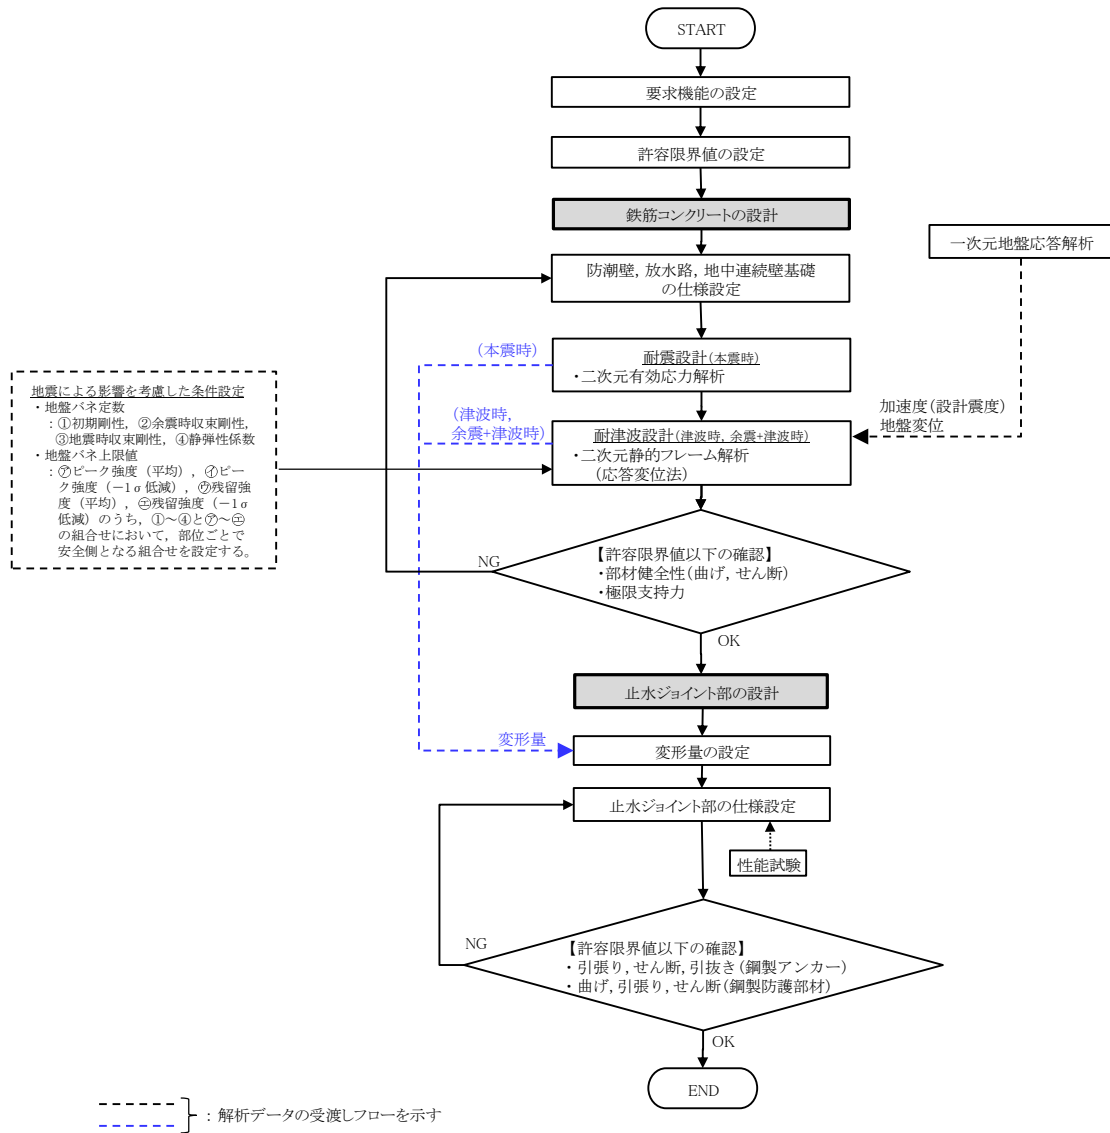 START
要求機能の設定
許容限界値の設定
鉄筋コンクリートの設計
一次元地盤応答解析
防潮壁，放水路，地中連続壁基礎
の仕様設定
（本震時）
耐震設計（本震時）
・二次元有効応力解析
地震による影響を考慮した条件設定
・地盤バネ定数
：①初期剛性，②余震時収束剛性，
③地震時収束剛性，④静弾性係数
・地盤バネ上限値
：㋐ピーク強度（平均），㋑ピー
ク強度（－1σ低減），㋒残留強
度（平均），㋓残留強度（－1σ
低減）のうち，①～④と㋐～㋓
の組合せにおいて，部位ごとで
安全側となる組合せを設定する。
（津波時，
余震+津波時）
加速度（設計震度）
地盤変位
耐津波設計（津波時，余震+津波時）
・二次元静的フレーム解析
（応答変位法）
NG
【許容限界値以下の確認】
・部材健全性（曲げ，せん断）
・極限支持力
OK
止水ジョイント部の設計
変形量
変形量の設定
止水ジョイント部の仕様設定
性能試験
NG
【許容限界値以下の確認】
・引張り，せん断，引抜き（鋼製アンカー）
・曲げ，引張り，せん断（鋼製防護部材）
OK
END
：解析データの受渡しフローを示す